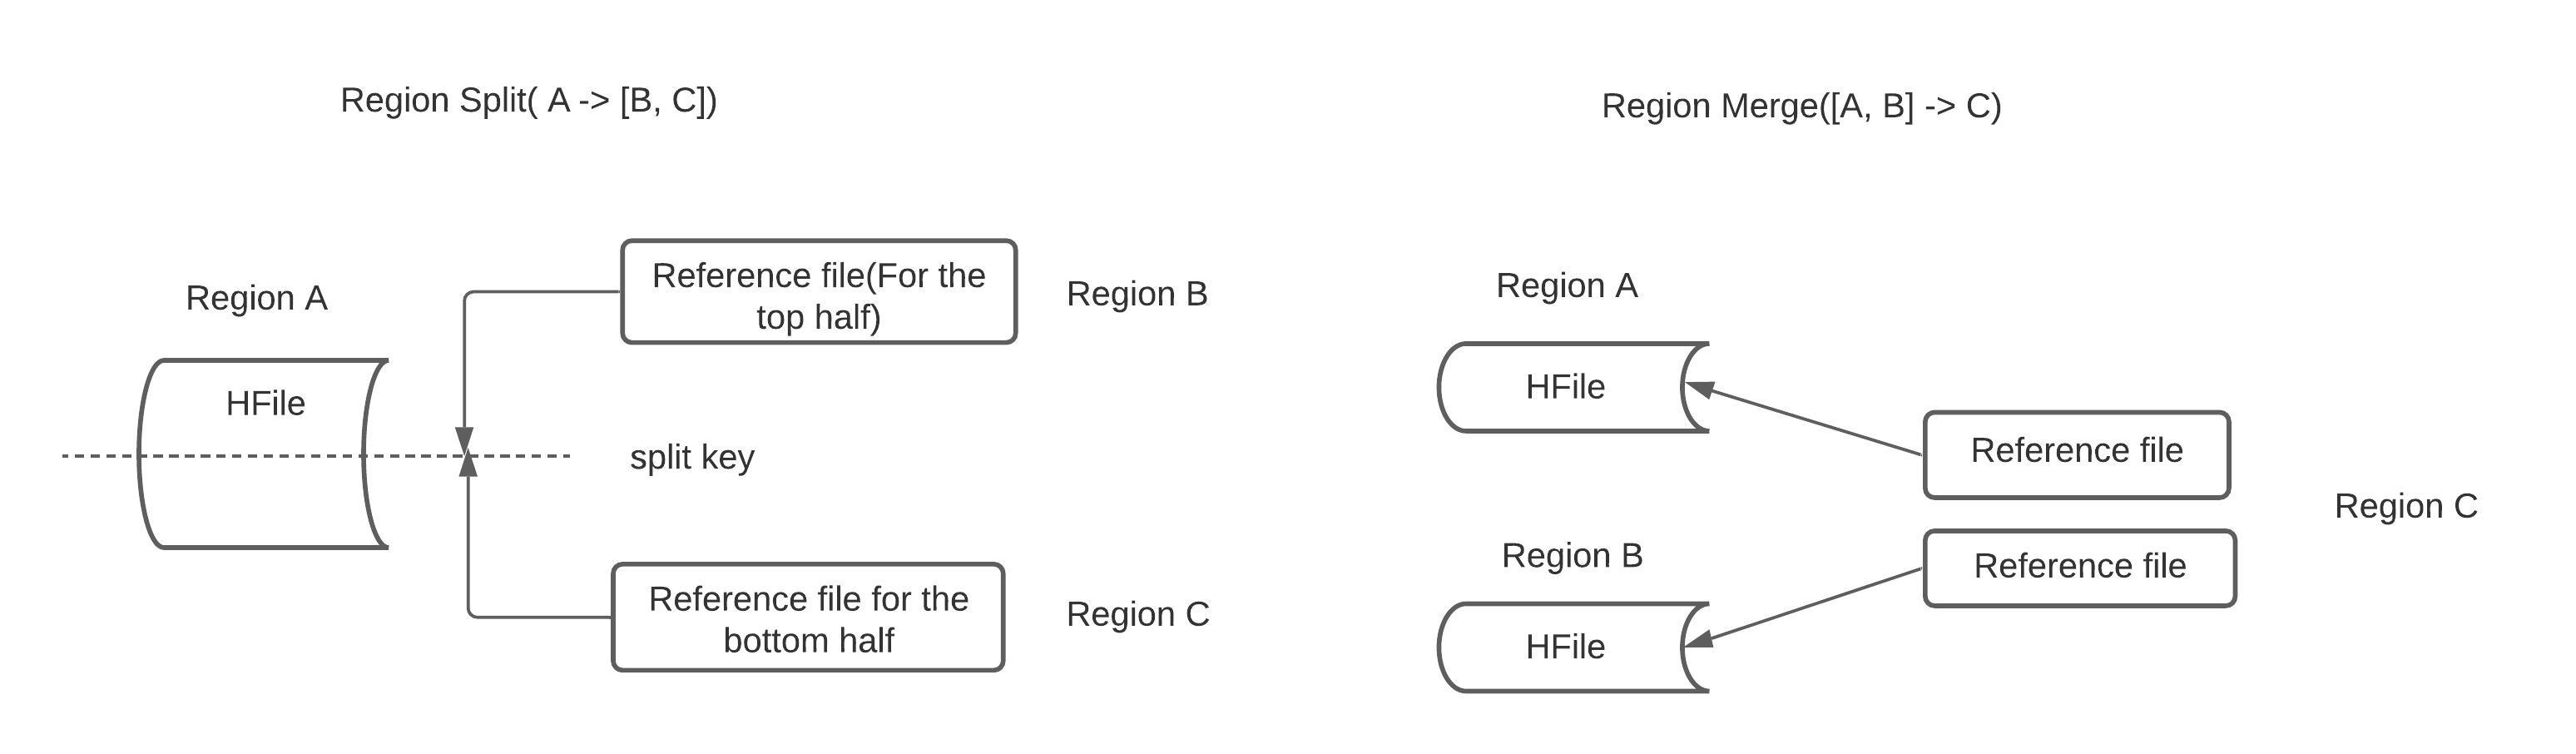 Region Split( A -> [B, C])
Region A
HFile
Reference file(For the
top half)
Region B
split key
Reference file for the
bottom half
Region C
Region Merge([A, B] -> C)
Region A
HFile
Reference file
Region C
Region B
Reference file
HFile